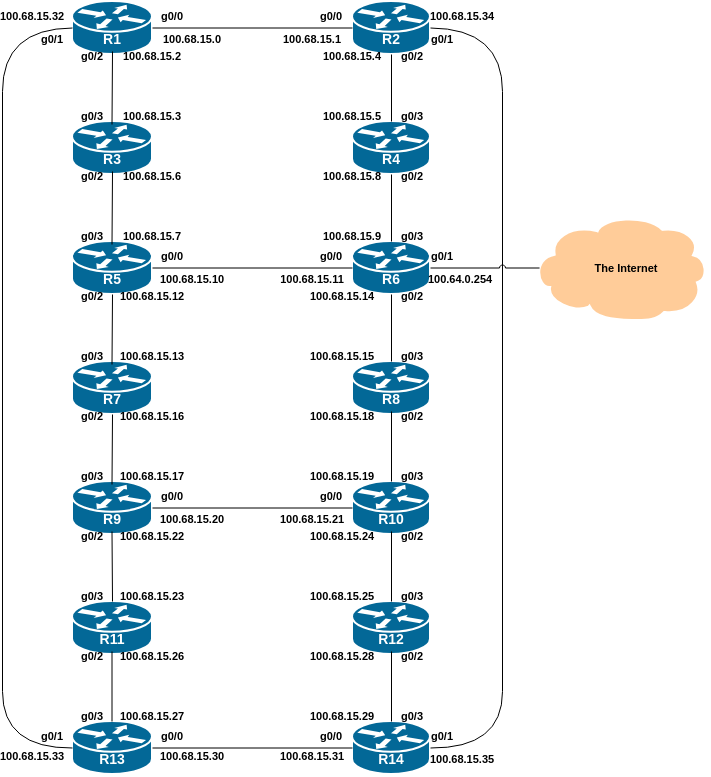 100.68.15.32 g0/0 g0/0 100.68.15.34
R1 R2
g0/1 100.68.15.0 100.68.15.1 g0/1
g0/2 100.68.15.2 100.68.15.4 g0/2
g0/3 100.68.15.3 100.68.15.5 g0/3
R3 R4
g0/2 100.68.15.6 100.68.15.8 g0/2
g0/3 100.68.15.7 100.68.15.9 g0/3
g0/0 g0/0 g0/1
The Internet
R5 100.68.15.10 100.68.15.11 R6 100.64.0.254
g0/2 100.68.15.12 100.68.15.14 g0/2
g0/3 100.68.15.13 100.68.15.15 g0/3
R7 R8
g0/2 100.68.15.16 100.68.15.18 g0/2
g0/3 100.68.15.17 100.68.15.19 g0/3
g0/0 g0/0
R9 100.68.15.20 100.68.15.21 R10
g0/2 100.68.15.22 100.68.15.24 g0/2
g0/3 100.68.15.23 100.68.15.25 g0/3
R11 R12
g0/2 100.68.15.26 100.68.15.28 g0/2
g0/3 100.68.15.27 100.68.15.29 g0/3
g0/1 g0/0 g0/0 g0/1
100.68.15.33 R13 100.68.15.30 100.68.15.31 R14 100.68.15.35